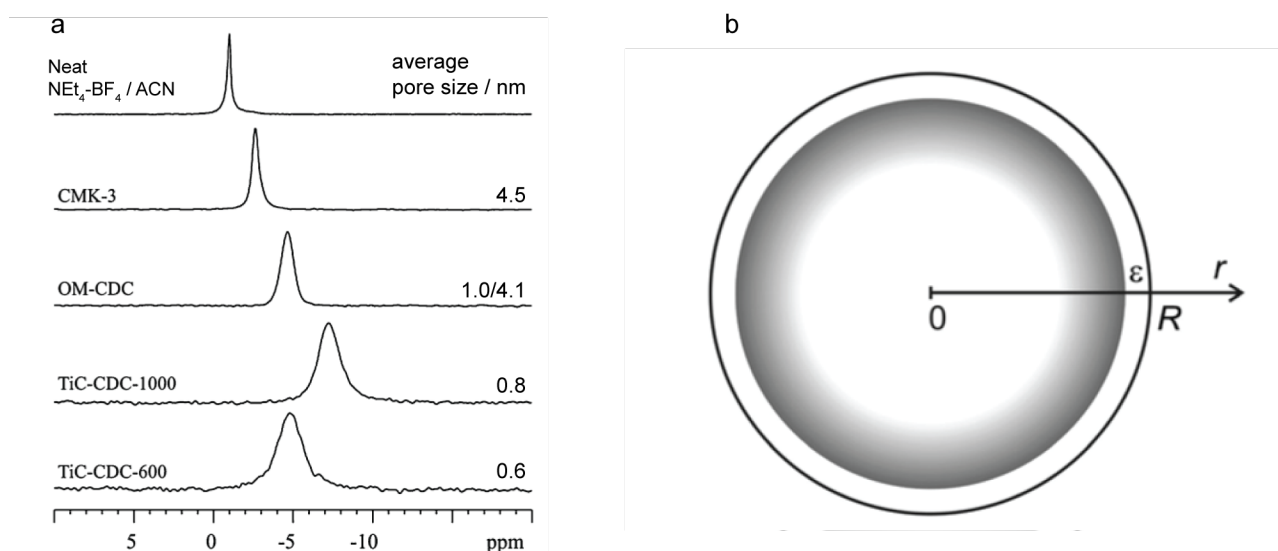 a
Neat
NEt₄-BF₄ / ACN
average
pore size / nm
CMK-3 4.5
OM-CDC 1.0/4.1
TiC-CDC-1000 0.8
TiC-CDC-600 0.6
5 0 -5 -10 ppm
b
0 ε R r